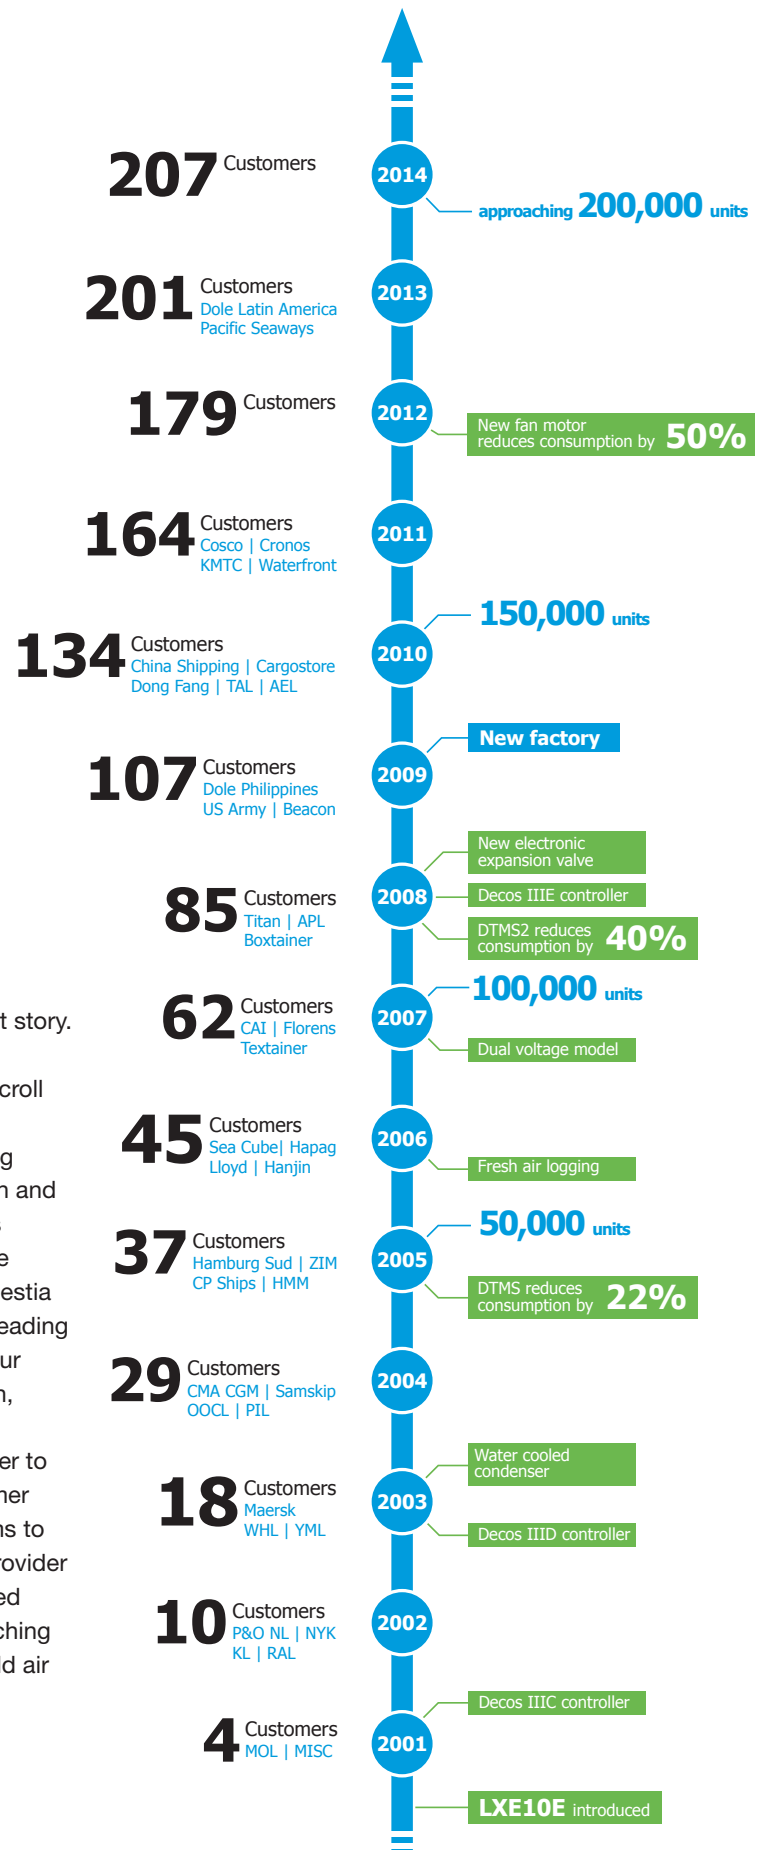 207 Customers
2014
approaching 200,000 units
201 Customers
Dole Latin America
Pacific Seaways
2013
179 Customers
2012
New fan motor
reduces consumption by 50%
164 Customers
Cosco | Cronos
KMTC | Waterfront
2011
150,000 units
134 Customers
China Shipping | Cargostore
Dong Fang | TAL | AEL
2010
New factory
107 Customers
Dole Philippines
US Army | Beacon
2009
New electronic
expansion valve
85 Customers
Titan | APL
Boxtainer
2008
Decos IIIE controller
DTMS2 reduces
consumption by 40%
100,000 units
62 Customers
CAI | Florens
Textainer
2007
Dual voltage model
45 Customers
Sea Cube| Hapag
Lloyd | Hanjin
2006
Fresh air logging
50,000 units
37 Customers
Hamburg Sud | ZIM
CP Ships | HMM
2005
DTMS reduces
consumption by 22%
29 Customers
CMA CGM | Samskip
OOCL | PIL
2004
Water cooled
condenser
18 Customers
Maersk
WHL | YML
2003
Decos IIID controller
10 Customers
P&O NL | NYK
KL | RAL
2002
Decos IIIC controller
4 Customers
MOL | MISC
2001
LXE10E introduced
t story.
croll
g
n and
s
e
estia
eading
ur
n,
er to
ner
ns to
rovider
ed
ching
ld air